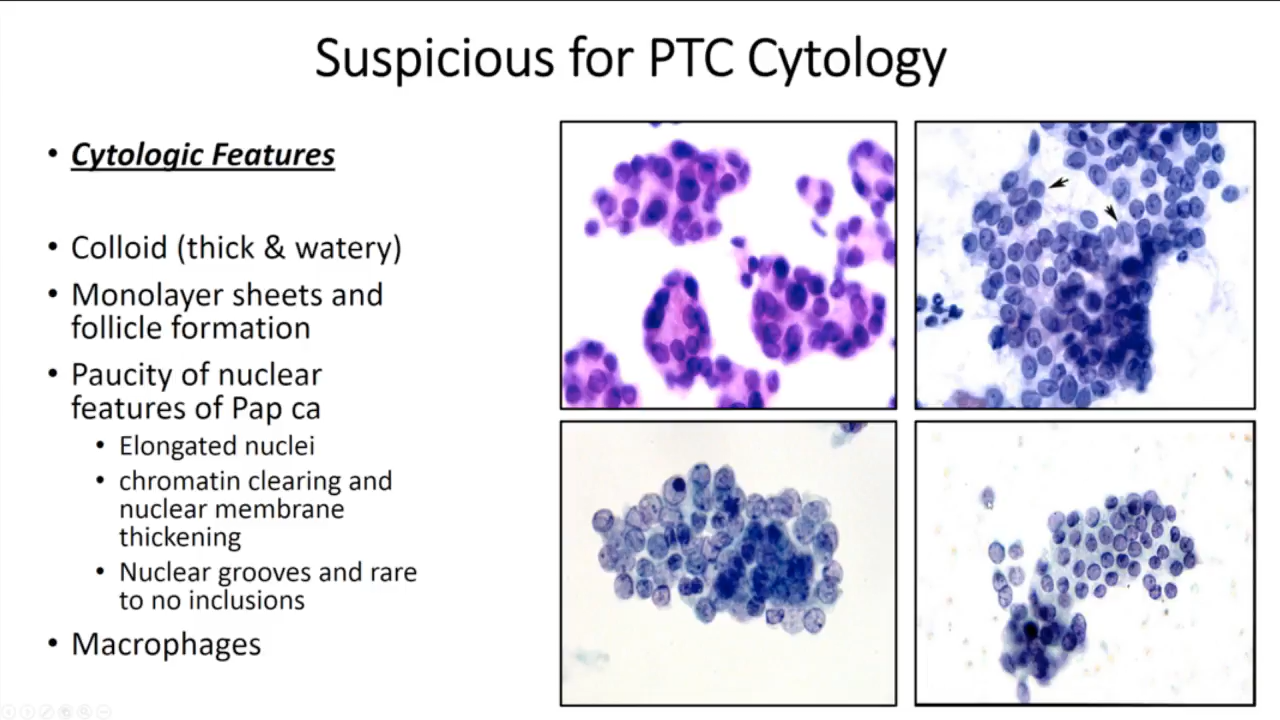 Suspicious for PTC Cytology
• Cytologic Features
• Colloid (thick & watery)
• Monolayer sheets and
follicle formation
• Paucity of nuclear
features of Pap ca
• Elongated nuclei
• chromatin clearing and
nuclear membrane
thickening
• Nuclear grooves and rare
to no inclusions
• Macrophages